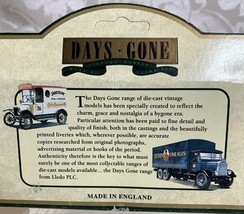 DAYS·GONE
The Days Gone range of die-cast vintage
models has been specially created to reflect the
charm, grace and nostalgia of a bygone era.
Particular attention has been paid to fine detail and
quality of finish, both in the castings and the beautifully
printed liveries which, wherever possible, are accurate
copies researched from original photographs,
advertising material or books of the period.
Authenticity therefore is the key to what must
surely be one of the most collectable ranges of
die-cast models available... the Days Gone range
from Lledo PLC.
MADE IN ENGLAND